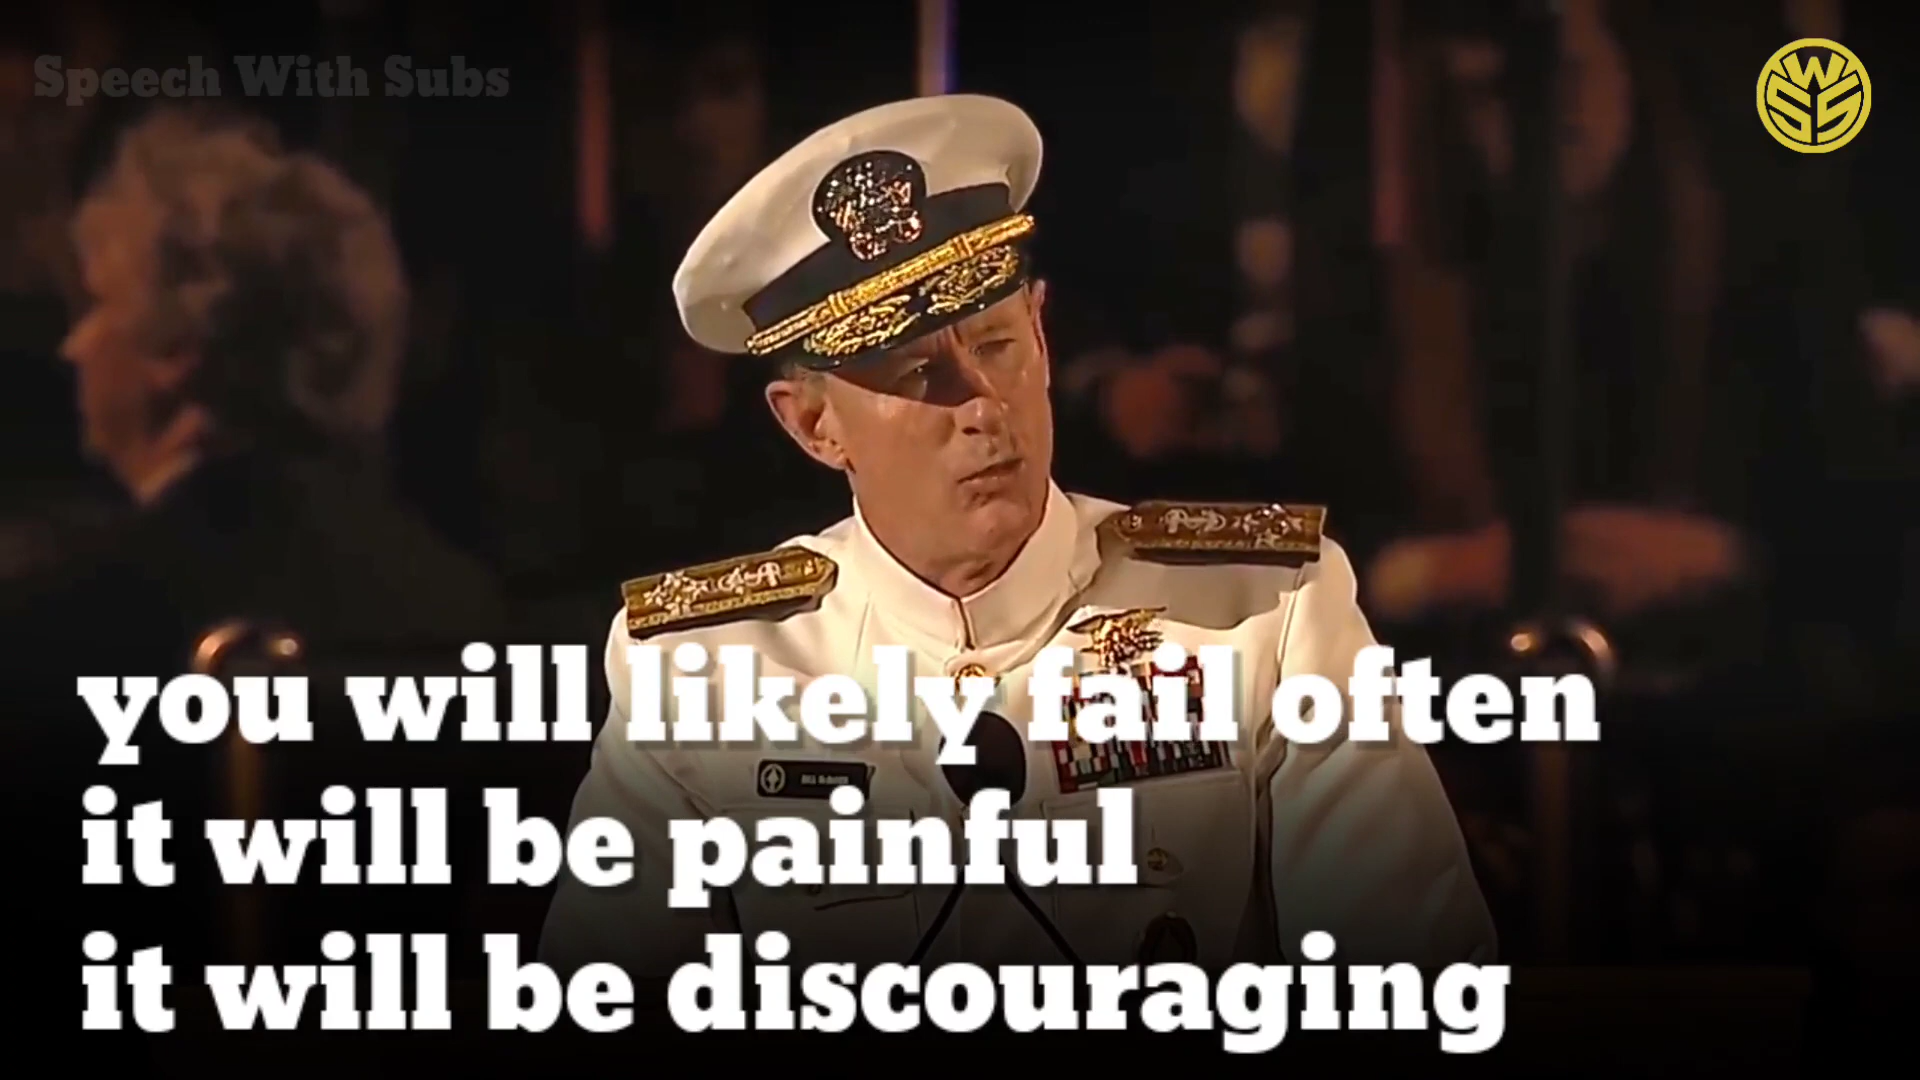 Speech With Subs
you will likely fail often
it will be painful
it will be discouraging